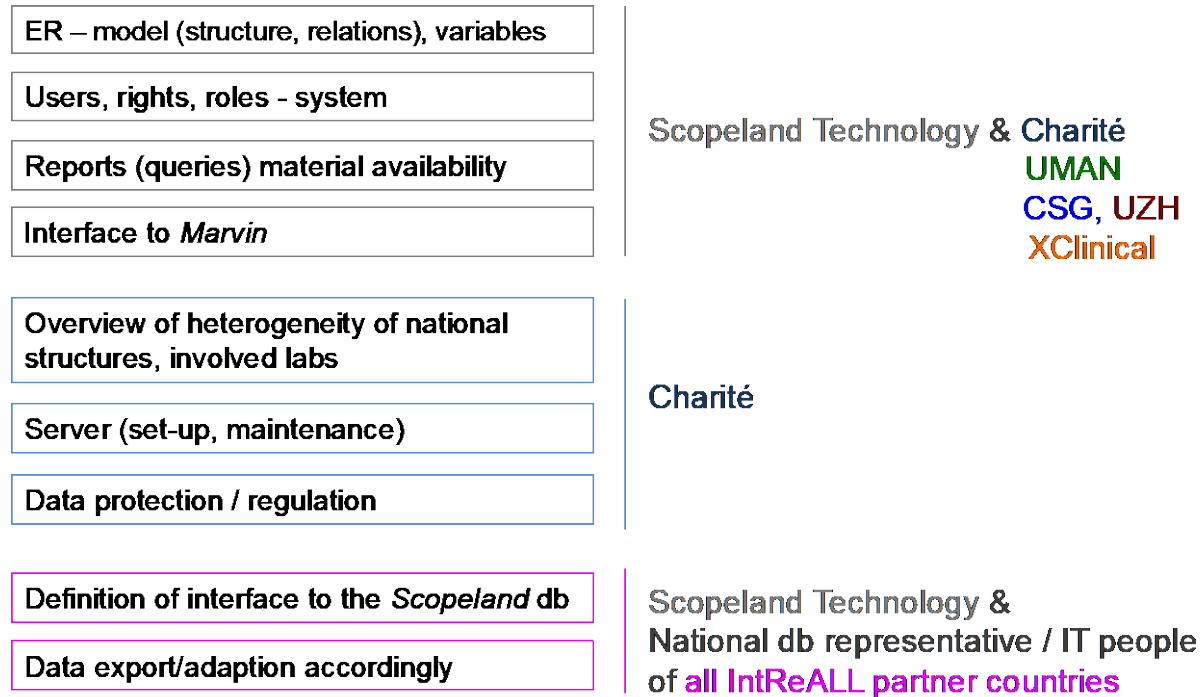 ER – model (structure, relations), variables
Users, rights, roles - system
Reports (queries) material availability
Interface to Marvin
Scopeland Technology & Charité
UMAN
CSG, UZH
XClinical
Overview of heterogeneity of national
structures, involved labs
Server (set-up, maintenance)
Data protection / regulation
Charité
Definition of interface to the Scopeland db
Data export/adaption accordingly
Scopeland Technology &
National db representative / IT people
of all IntReALL partner countries